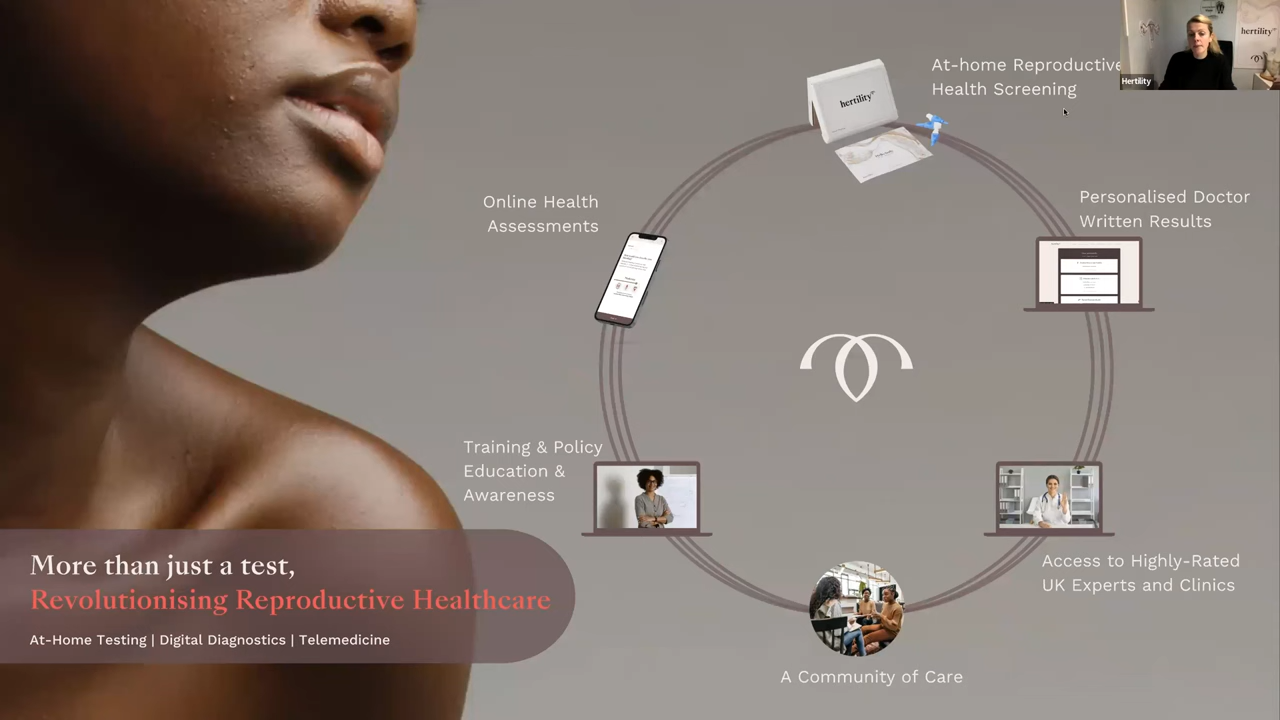 At-home Reproductive
Health Screening
hertility
Hertility
hertility
Personalised Doctor
Written Results
Online Health
Assessments
Training & Policy
Education &
Awareness
Access to Highly-Rated
UK Experts and Clinics
A Community of Care
More than just a test,
Revolutionising Reproductive Healthcare
At-Home Testing | Digital Diagnostics | Telemedicine